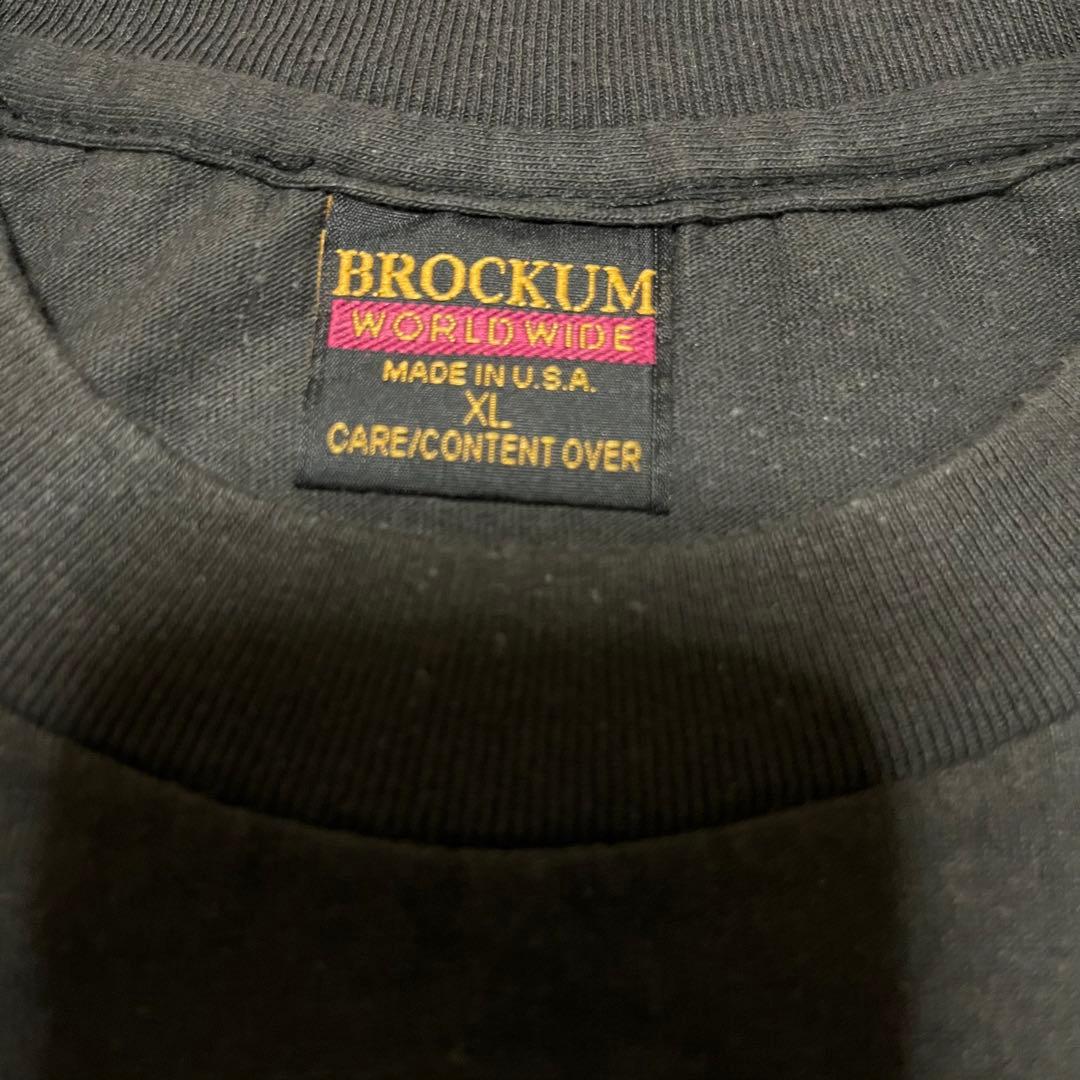 BROCKUM
WORLDWIDE
MADE IN U.S.A.
XL
CARE/CONTENT OVER